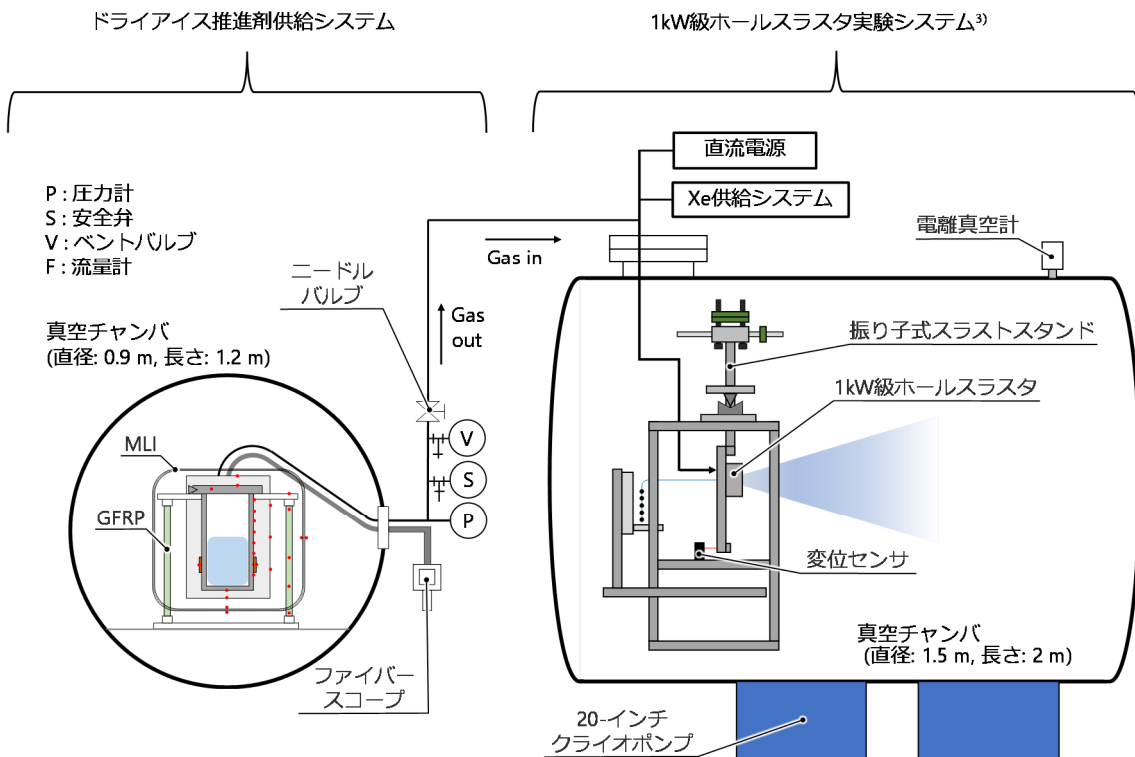 ドライアイス推進剤供給システム
1kW級ホールスラスタ実験システム³⁾
直流電源
Xe供給システム
P : 圧力計
S : 安全弁
V : ベントバルブ
F : 流量計
電離真空計
Gas in
ニードル
バルブ
Gas
out
真空チャンバ
(直径: 0.9 m, 長さ: 1.2 m)
振り子式スラストスタンド
1kW級ホールスラスタ
MLI
V
S
P
GFRP
変位センサ
真空チャンバ
(直径: 1.5 m, 長さ: 2 m)
ファイバー
スコープ
20-インチ
クライオポンプ